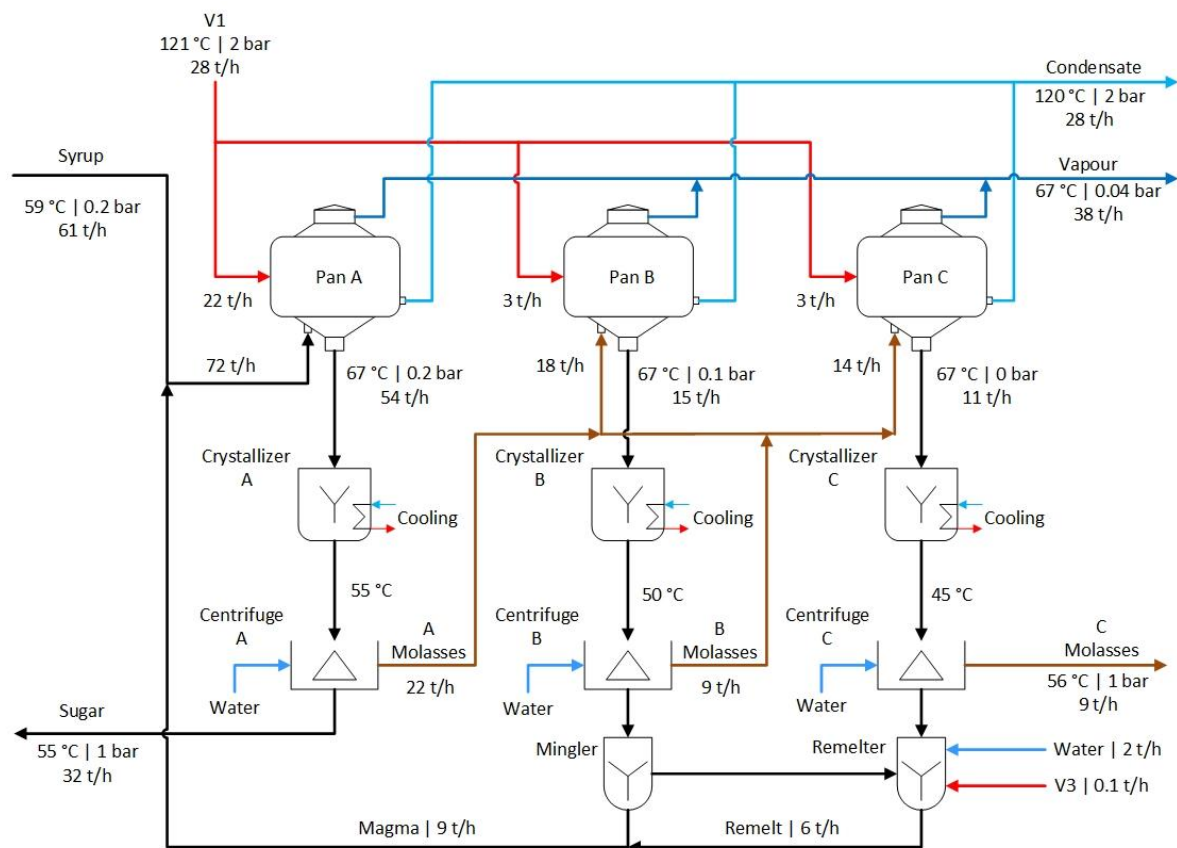 V1
121 °C | 2 bar
28 t/h
Condensate
120 °C | 2 bar
28 t/h
Syrup
59 °C | 0.2 bar
61 t/h
Vapour
67 °C | 0.04 bar
38 t/h
Pan A
Pan B
Pan C
22 t/h
3 t/h
3 t/h
72 t/h
18 t/h
14 t/h
67 °C | 0.2 bar
54 t/h
67 °C | 0.1 bar
15 t/h
67 °C | 0 bar
11 t/h
Crystallizer
A
Crystallizer
B
Crystallizer
C
Cooling
Cooling
Cooling
55 °C
50 °C
45 °C
Centrifuge
A
A
Molasses
22 t/h
Centrifuge
B
B
Molasses
9 t/h
Centrifuge
C
C
Molasses
56 °C | 1 bar
9 t/h
Water
Water
Water
Sugar
55 °C | 1 bar
32 t/h
Mingler
Remelter
Water | 2 t/h
V3 | 0.1 t/h
Magma | 9 t/h
Remelt | 6 t/h